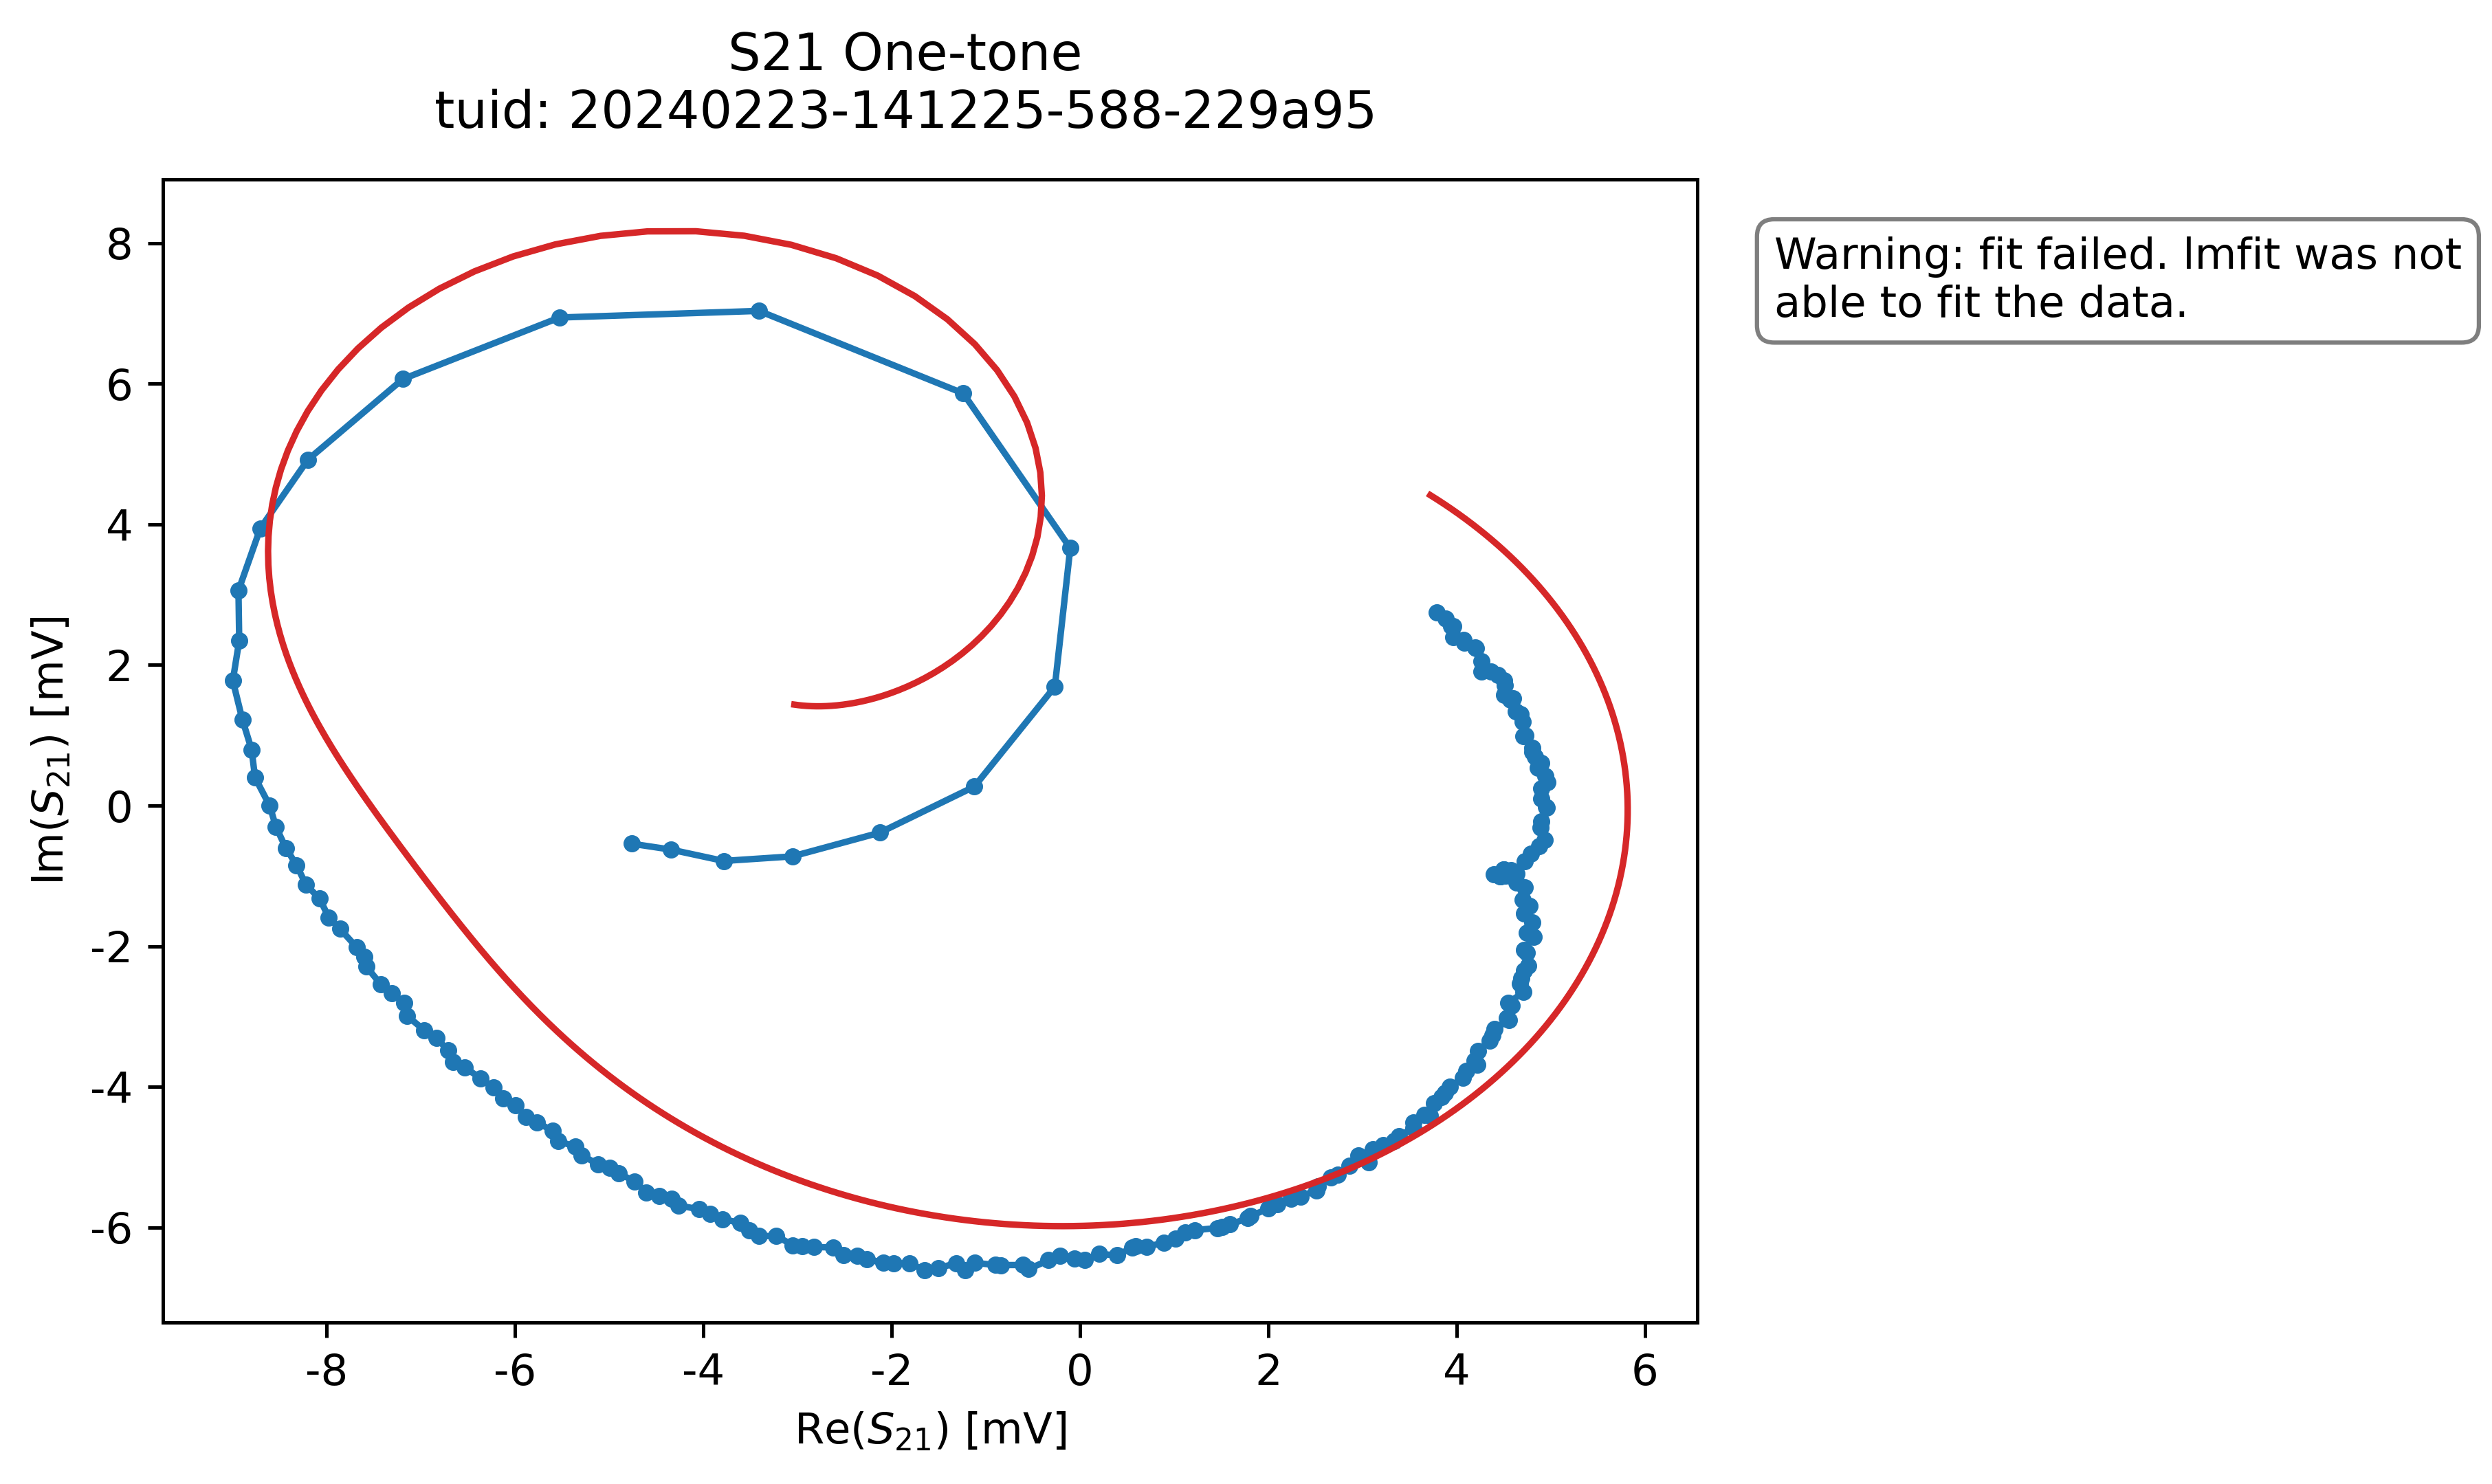 S21 One-tone
tuid: 20240223-141225-588-229a95
Warning: fit failed. lmfit was not
able to fit the data.
8
6
4
2
0
-2
-4
-6
Im(S21) [mV]
-8
-6
-4
-2
0
2
4
6
Re(S21) [mV]